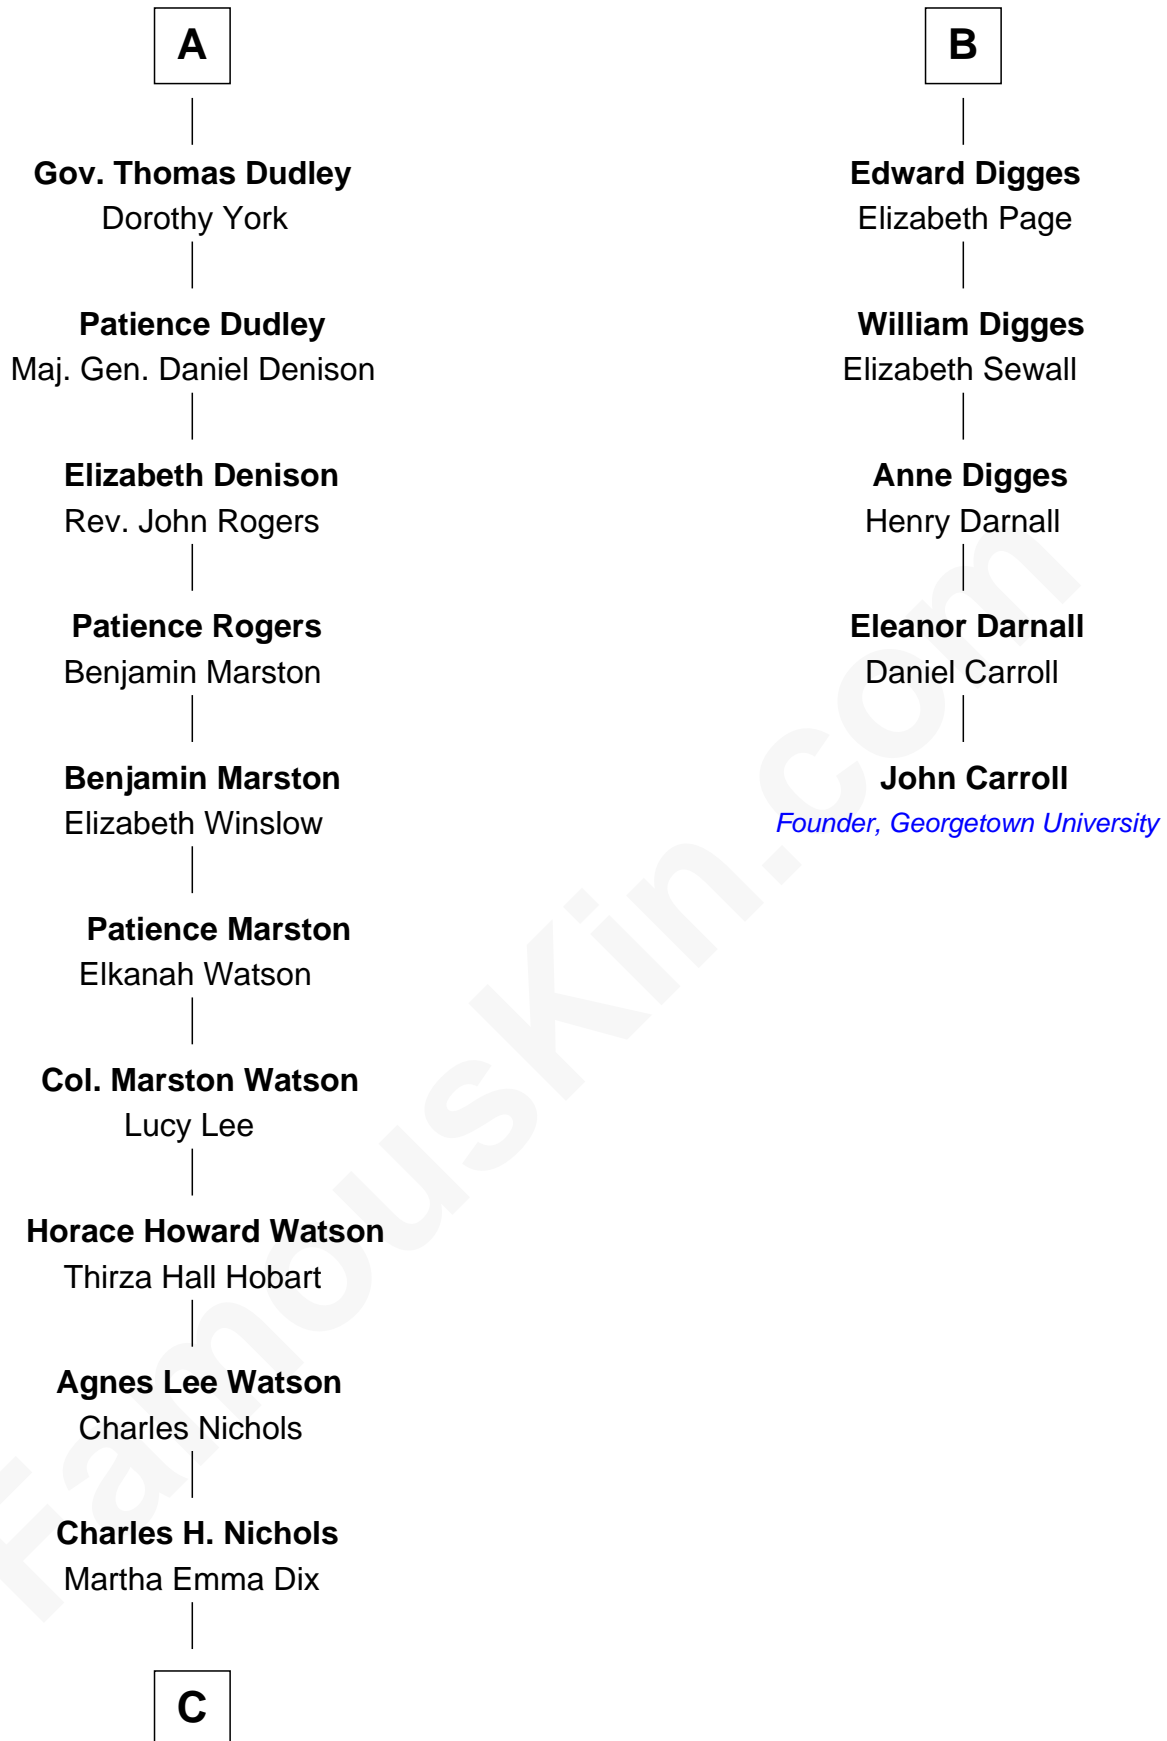 A
Gov. Thomas Dudley
Dorothy York
Patience Dudley
Maj. Gen. Daniel Denison
Elizabeth Denison
Rev. John Rogers
Patience Rogers
Benjamin Marston
Benjamin Marston
Elizabeth Winslow
Patience Marston
Elkanah Watson
Col. Marston Watson
Lucy Lee
Horace Howard Watson
Thirza Hall Hobart
Agnes Lee Watson
Charles Nichols
Charles H. Nichols
Martha Emma Dix
C
B
Edward Digges
Elizabeth Page
William Digges
Elizabeth Sewall
Anne Digges
Henry Darnall
Eleanor Darnall
Daniel Carroll
John Carroll
Founder, Georgetown University
FamousKin.com